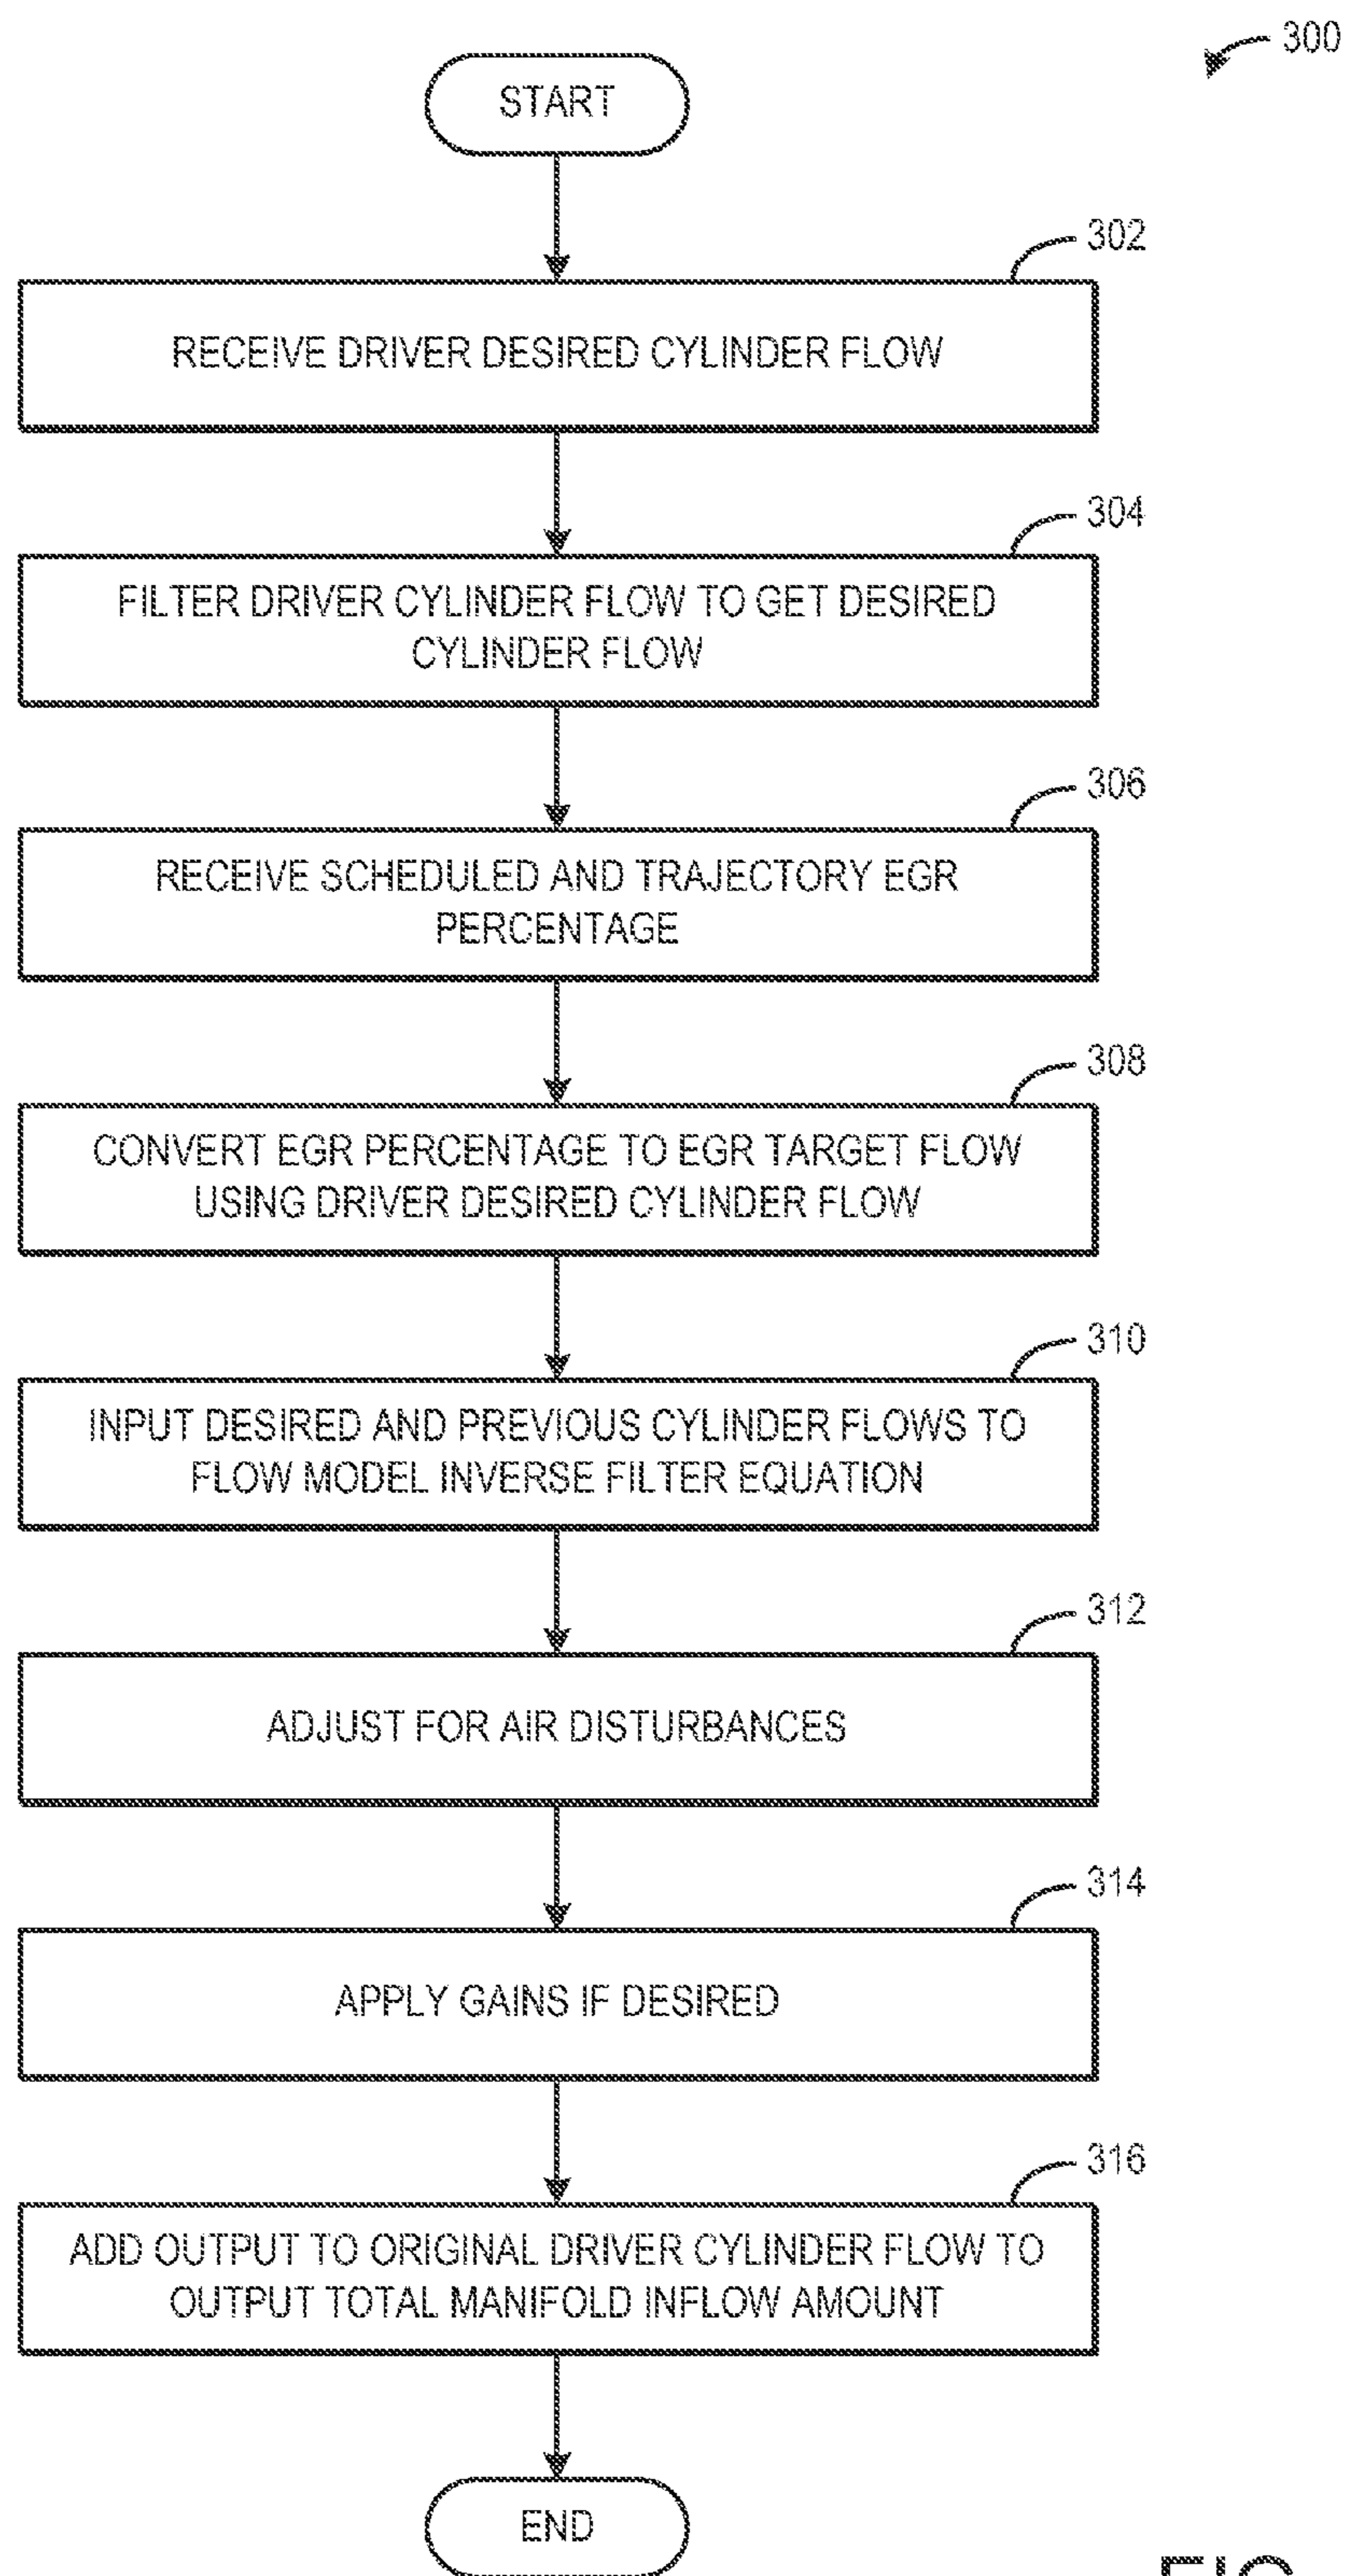 300
START
302
RECEIVE DRIVER DESIRED CYLINDER FLOW
304
FILTER DRIVER CYLINDER FLOW TO GET DESIRED
CYLINDER FLOW
306
RECEIVE SCHEDULED AND TRAJECTORY EGR
PERCENTAGE
308
CONVERT EGR PERCENTAGE TO EGR TARGET FLOW
USING DRIVER DESIRED CYLINDER FLOW
310
INPUT DESIRED AND PREVIOUS CYLINDER FLOWS TO
FLOW MODEL INVERSE FILTER EQUATION
312
ADJUST FOR AIR DISTURBANCES
314
APPLY GAINS IF DESIRED
316
ADD OUTPUT TO ORIGINAL DRIVER CYLINDER FLOW TO
OUTPUT TOTAL MANIFOLD INFLOW AMOUNT
END